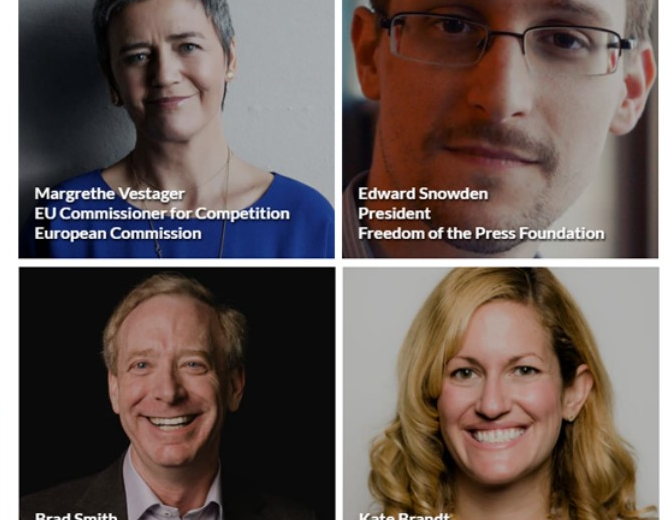 Margrethe Vestager
EU Commissioner for Competition
European Commission
Edward Snowden
President
Freedom of the Press Foundation
Brad Smith
Kate Brandt